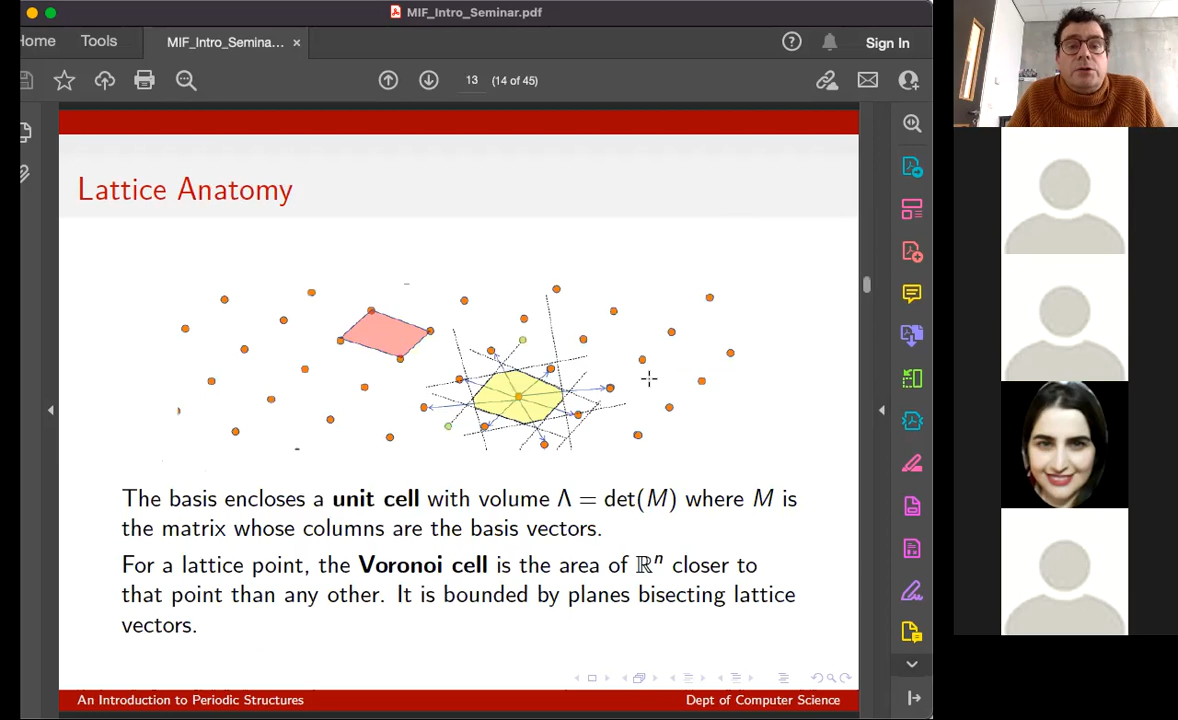 MIF_Intro_Seminar.pdf
Home
Tools
MIF_Intro_Semina...
×
Sign In
13
(14 of 45)
Lattice Anatomy
The basis encloses a unit cell with volume Λ = det(M) where M is
the matrix whose columns are the basis vectors.
For a lattice point, the Voronoi cell is the area of ℝⁿ closer to
that point than any other. It is bounded by planes bisecting lattice
vectors.
An Introduction to Periodic Structures
Dept of Computer Science